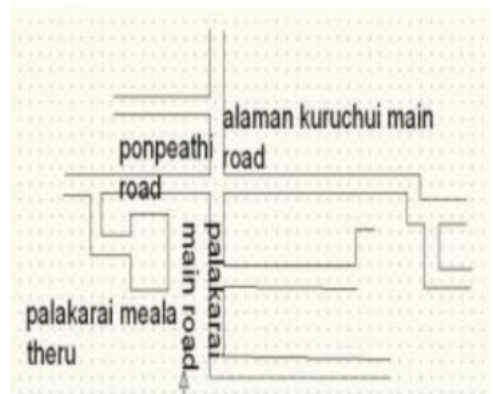 alaman kuruchui main
road
ponpeathi
road
palakarai
main road
palakarai meala
theru